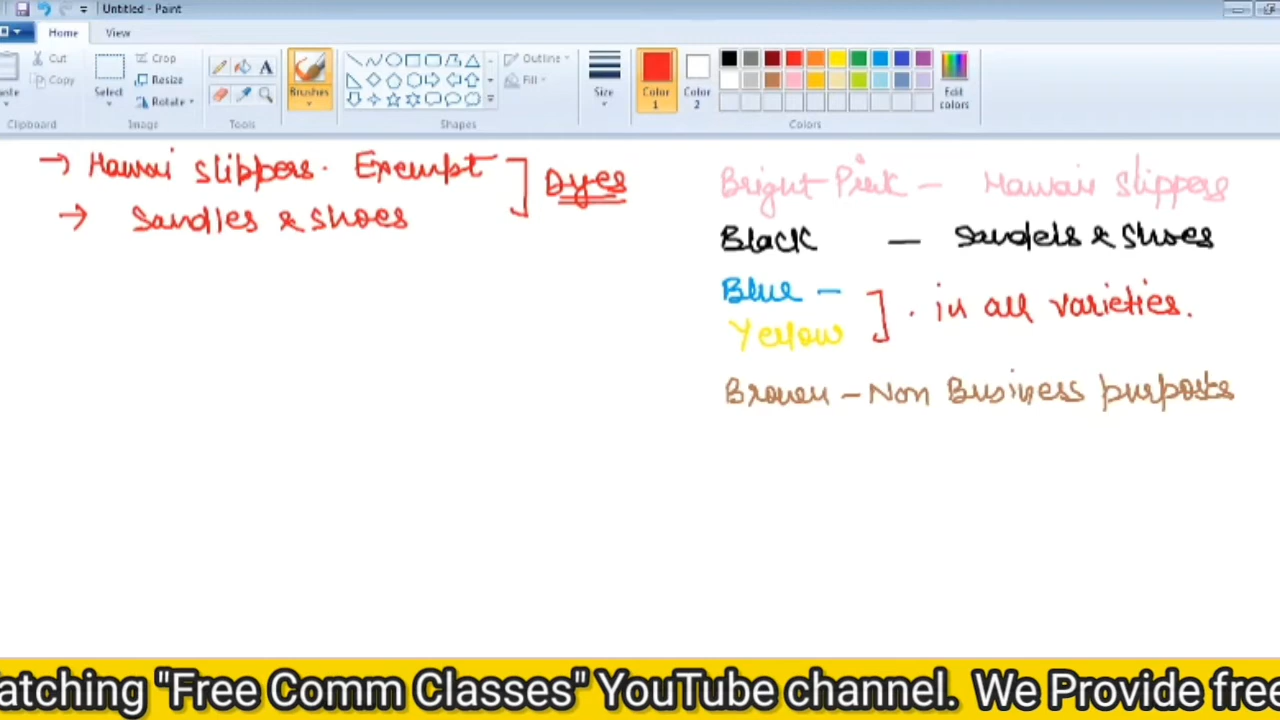 Untitled - Paint
Home View
Cut
Copy
Clipboard
Select
Crop
Resize
Rotate
Image
Tools
Brushes
Shapes
Outline
Fill
Size
Color 1
Color 2
Edit colors
Colors
→ Hawai slippers. Exempt
→ Sandles & Shoes
Dyes
Bright Pink - Hawaii Slippers
Black - Sandels & Shoes
Blue -
Yellow
. in all varieties.
Brown - Non Business purposes
atching "Free Comm Classes" YouTube channel. We Provide free